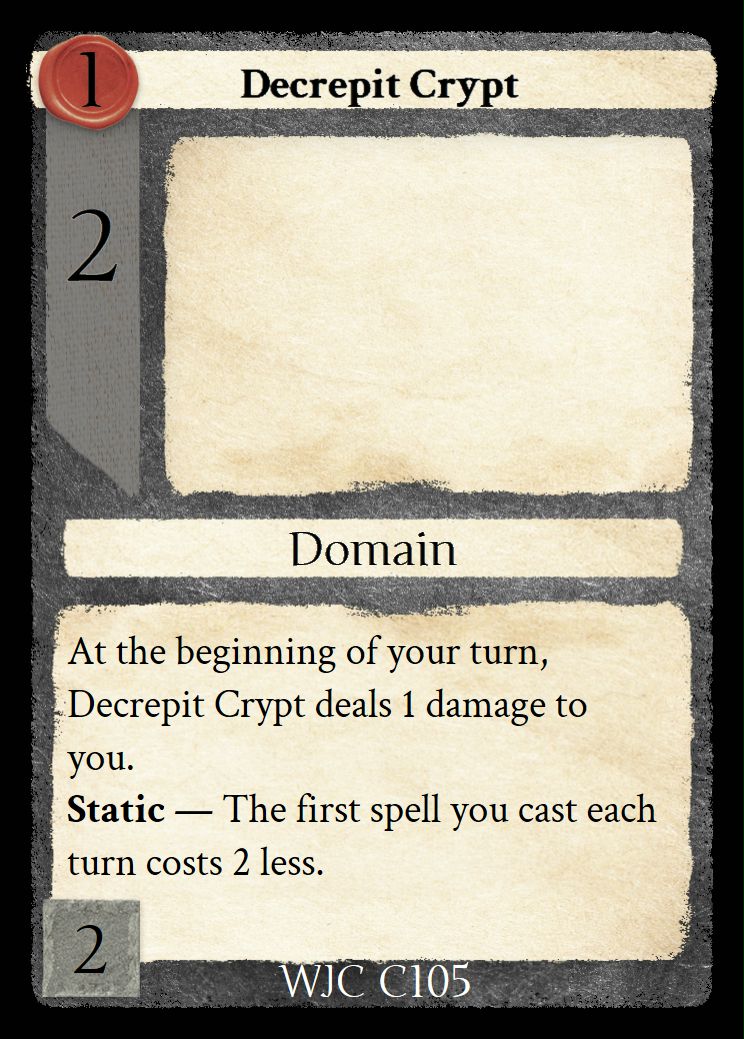 1
Decrepit Crypt
2
Domain
At the beginning of your turn,
Decrepit Crypt deals 1 damage to
you.
Static — The first spell you cast each
turn costs 2 less.
2
WJC C105